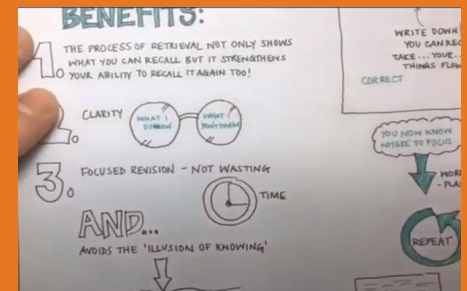 BENEFITS:
1. THE PROCESS OF RETRIEVAL NOT ONLY SHOWS
WHAT YOU CAN RECALL BUT IT STRENGTHENS
YOUR ABILITY TO RECALL IT AGAIN TOO!
2. CLARITY
WHAT I
DO KNOW
WHAT I
DON'T KNOW
3. FOCUSED REVISION - NOT WASTING
TIME
AND...
AVOIDS THE 'ILLUSION OF KNOWING'
WRITE DOWN
YOU CAN REC
TAKE... YOUR...
THINGS FLOW
CORRECT
YOU NOW KNOW
WHERE TO FOCUS
WOR
- PLA
REPEAT